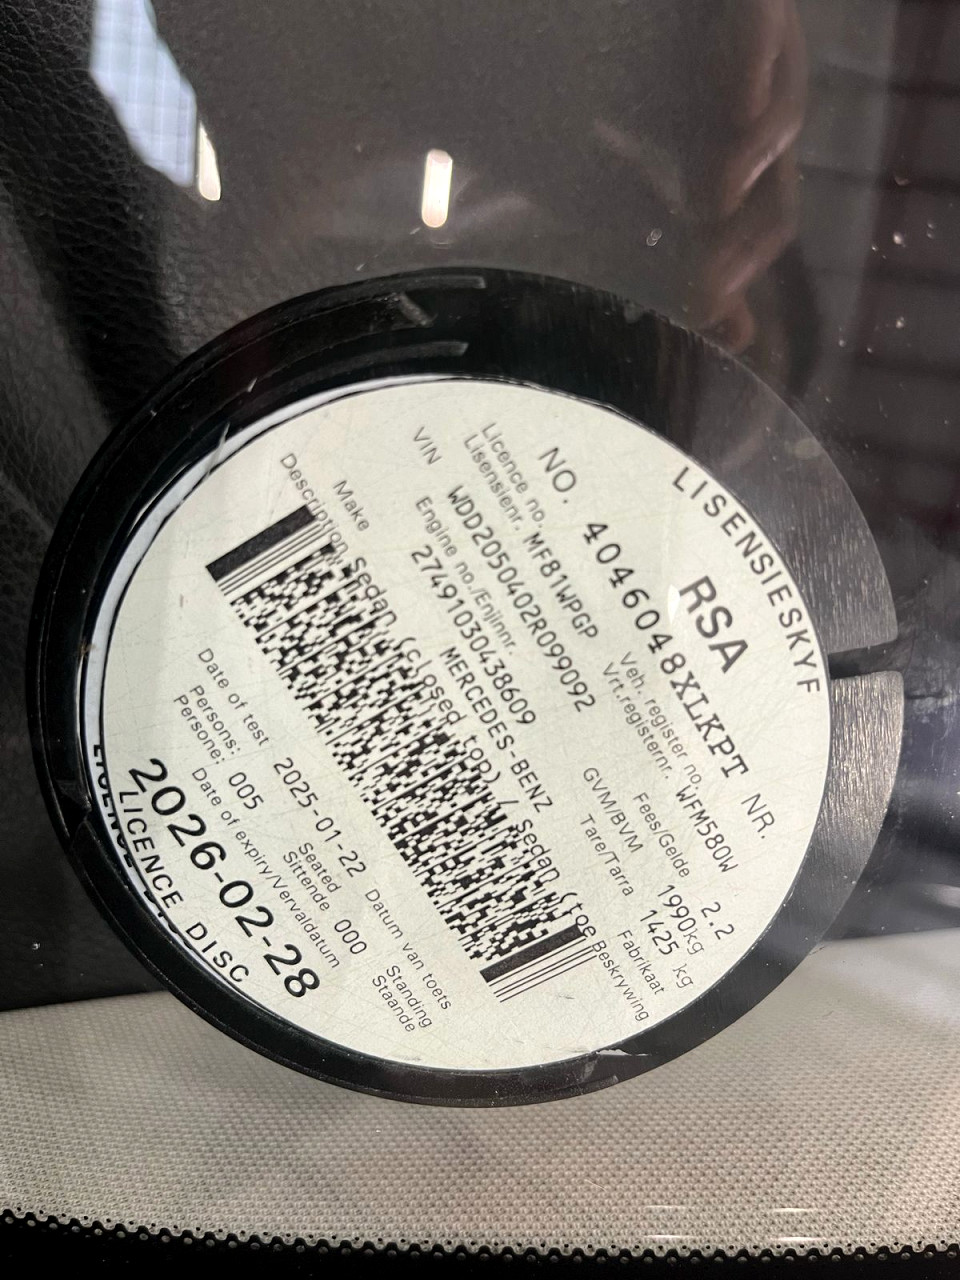 LISENSIESKYF
RSA
NO. 40460048XLKPT NR.
Licence no. Veh. register no.
Lisensienr. MF81WPGP Vrt.registernr. WFM580W
VIN WDD2050402R099092 Fees/Gelde 2.2
Engine no./Enjinnr. GVM/BVM 1990kg
274910304 38609 Tare/Tarra 1425 kg
Make MERCEDES-BENZ Fabrikaat
Description Sedan (closed top) / Sedan (toe Beskrywing
Date of test 2025-01-22 Datum van toets
Persons: 005 Seated 000 Standing
Persone: Sittende Staande
Date of expiry/Vervaldatum
2026-02-28
LICENCE DISC